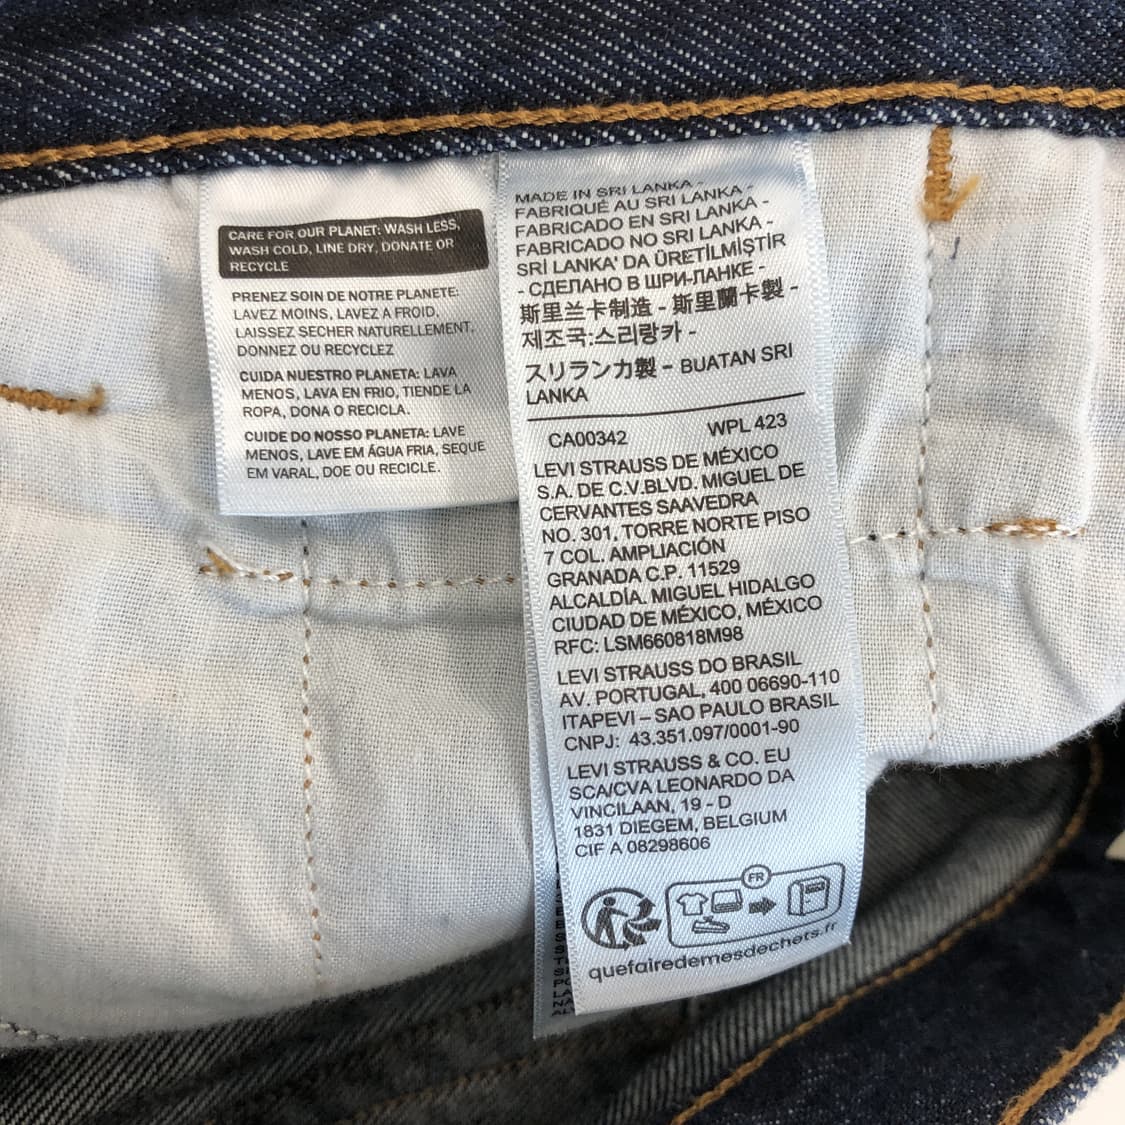 CARE FOR OUR PLANET: WASH LESS,
WASH COLD, LINE DRY, DONATE OR
RECYCLE
PRENEZ SOIN DE NOTRE PLANETE:
LAVEZ MOINS, LAVEZ A FROID,
LAISSEZ SECHER NATURELLEMENT,
DONNEZ OU RECYCLEZ
CUIDA NUESTRO PLANETA: LAVA
MENOS, LAVA EN FRIO, TIENDE LA
ROPA, DONA O RECICLA.
CUIDE DO NOSSO PLANETA: LAVE
MENOS, LAVE EM ÁGUA FRIA, SEQUE
EM VARAL, DOE OU RECICLE.
MADE IN SRI LANKA -
FABRIQUÉ AU SRI LANKA -
FABRICADO EN SRI LANKA -
FABRICADO NO SRI LANKA -
SRİ LANKA' DA ÜRETİLMİŞTİR
- СДЕЛАНО В ШРИ-ЛАНКЕ -
斯里兰卡制造 - 斯里蘭卡製 -
제조국:스리랑카 -
スリランカ製 - BUATAN SRI
LANKA
CA00342 WPL 423
LEVI STRAUSS DE MÉXICO
S.A. DE C.V.BLVD. MIGUEL DE
CERVANTES SAAVEDRA
NO. 301, TORRE NORTE PISO
7 COL. AMPLIACIÓN
GRANADA C.P. 11529
ALCALDÍA. MIGUEL HIDALGO
CIUDAD DE MÉXICO, MÉXICO
RFC: LSM660818M98
LEVI STRAUSS DO BRASIL
AV. PORTUGAL, 400 06690-110
ITAPEVI – SAO PAULO BRASIL
CNPJ: 43.351.097/0001-90
LEVI STRAUSS & CO. EU
SCA/CVA LEONARDO DA
VINCILAAN, 19 - D
1831 DIEGEM, BELGIUM
CIF A 08298606
FR
quefairedemesdechets.fr